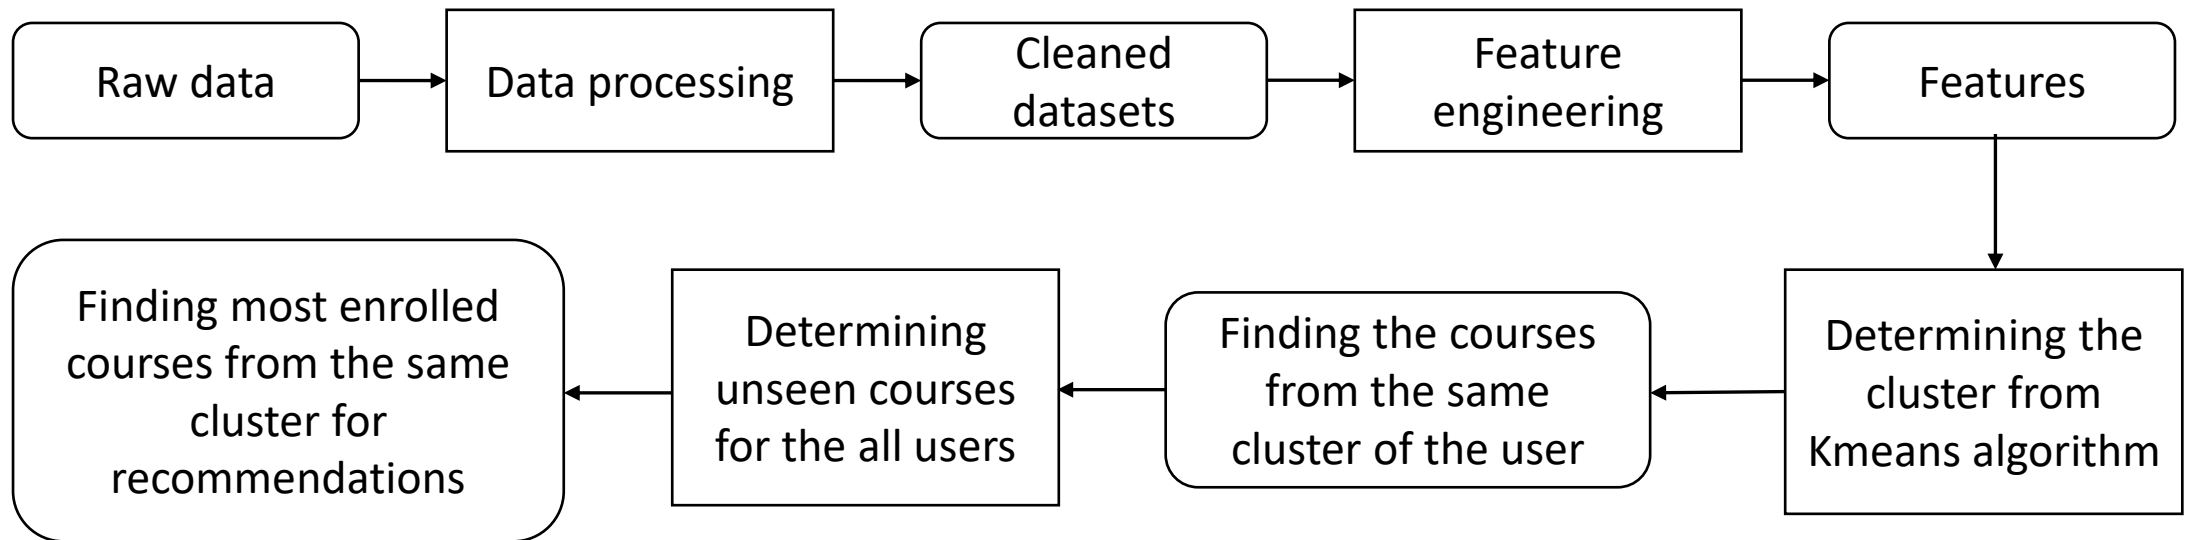 Raw data
Data processing
Cleaned
datasets
Feature
engineering
Features
Determining the
cluster from
Kmeans algorithm
Finding the courses
from the same
cluster of the user
Determining
unseen courses
for the all users
Finding most enrolled
courses from the same
cluster for
recommendations